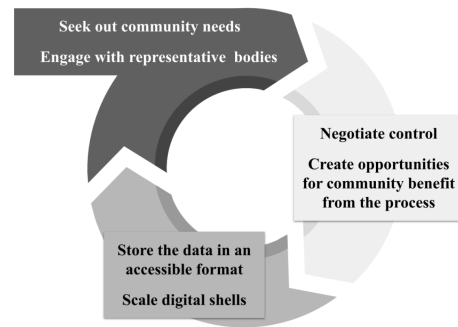 Seek out community needs
Engage with representative bodies
Negotiate control
Create opportunities
for community benefit
from the process
Store the data in an
accessible format
Scale digital shells